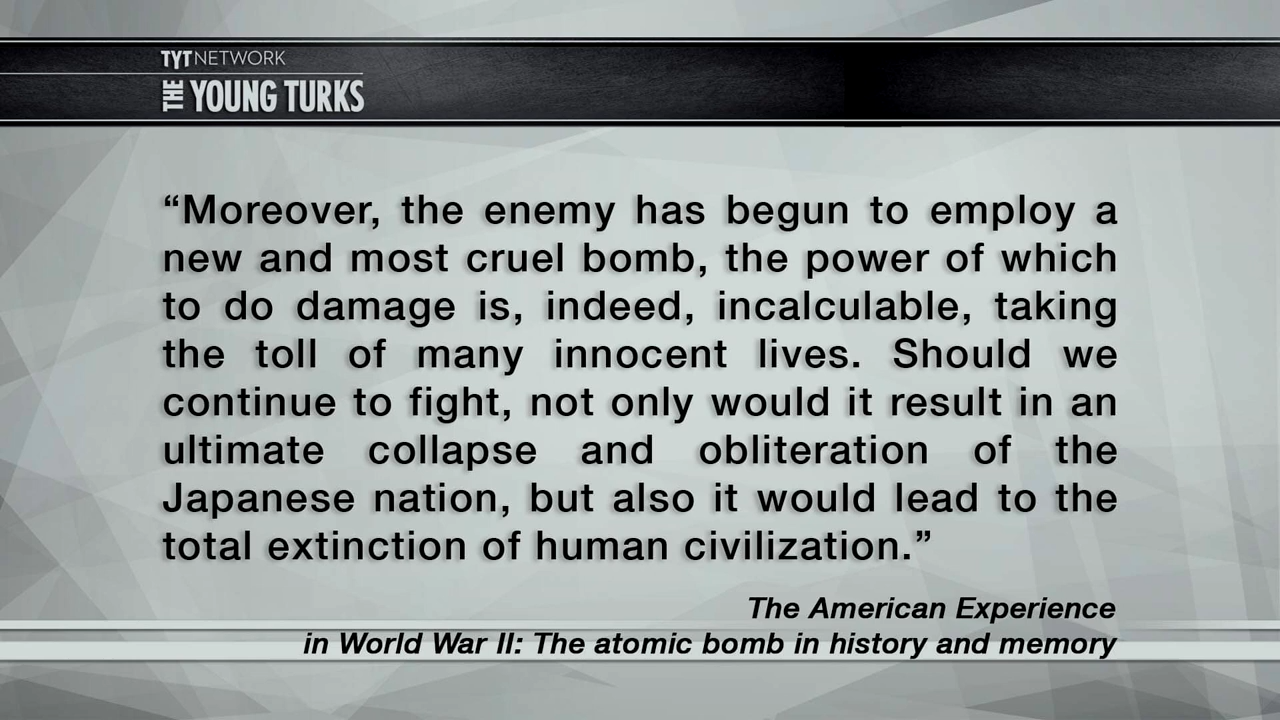 TYT NETWORK
THE YOUNG TURKS
“Moreover, the enemy has begun to employ a
new and most cruel bomb, the power of which
to do damage is, indeed, incalculable, taking
the toll of many innocent lives. Should we
continue to fight, not only would it result in an
ultimate collapse and obliteration of the
Japanese nation, but also it would lead to the
total extinction of human civilization.”
The American Experience
in World War II: The atomic bomb in history and memory